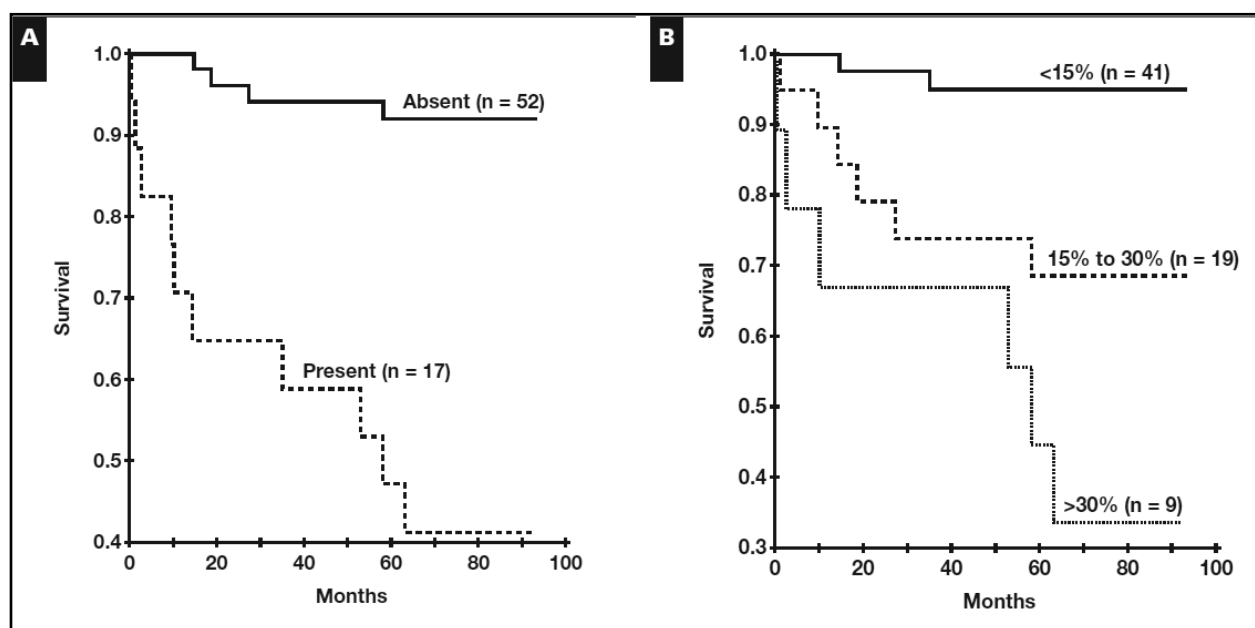 A
1.0
0.9
0.8
0.7
0.6
0.5
0.4
Survival
Absent (n = 52)
Present (n = 17)
0 20 40 60 80 100
Months
B
1.0
0.9
0.8
0.7
0.6
0.5
0.4
0.3
Survival
<15% (n = 41)
15% to 30% (n = 19)
>30% (n = 9)
0 20 40 60 80 100
Months